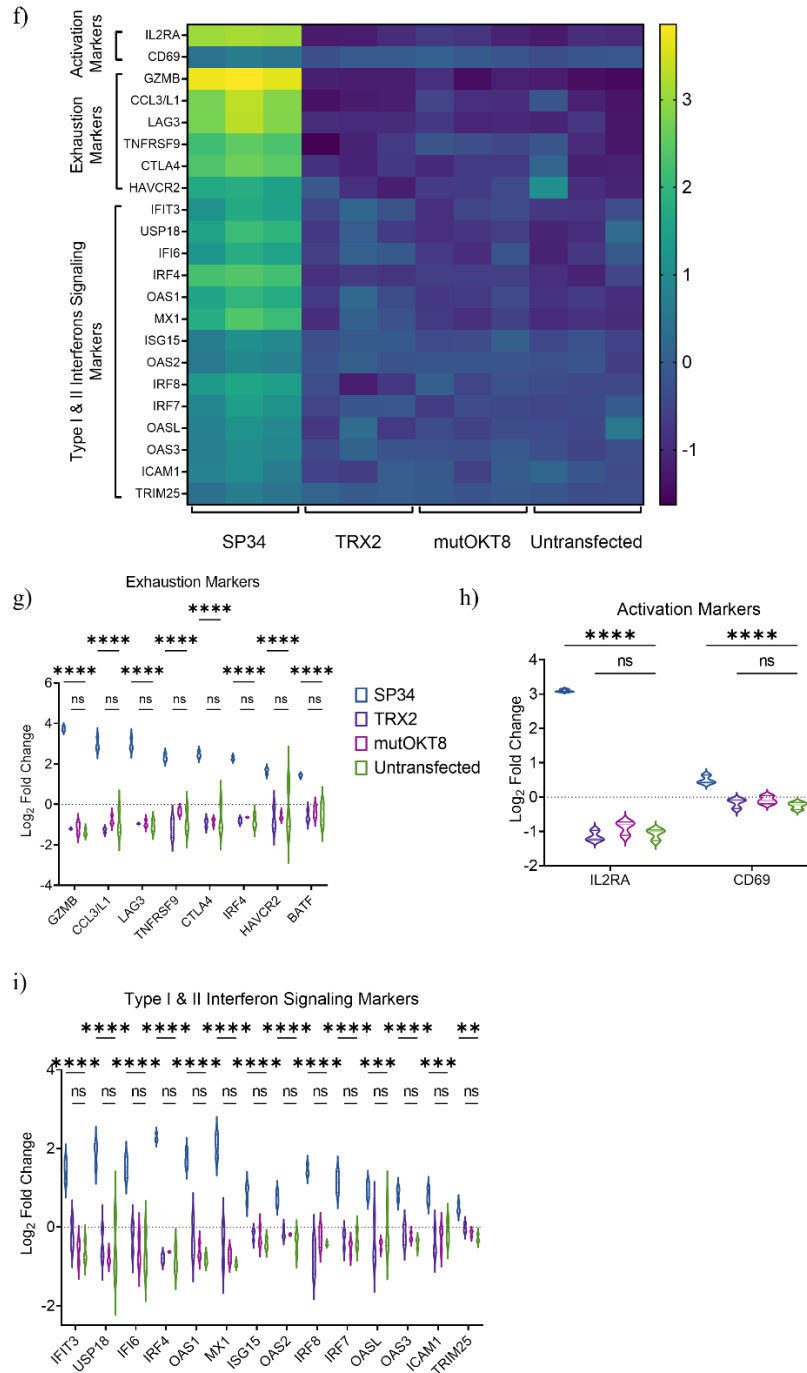 f)
Activation
Markers
IL2RA
CD69
Exhaustion
Markers
GZMB
CCL3/L1
LAG3
TNFRSF9
CTLA4
HAVCR2
Type I & II Interferons Signaling
Markers
IFIT3
USP18
IFI6
IRF4
OAS1
MX1
ISG15
OAS2
IRF8
IRF7
OASL
OAS3
ICAM1
TRIM25
3
2
1
0
-1
SP34 TRX2 mutOKT8 Untransfected
g)
Exhaustion Markers
****
**** **** ****
**** **** **** ****
ns ns ns ns ns ns ns ns
Log2 Fold Change
6
4
2
0
-2
-4
GZMB CCL3/L1 LAG3 TNFRSF9 CTLA4 IRF4 HAVCR2 BATF
SP34
TRX2
mutOKT8
Untransfected
h)
Activation Markers
**** ****
ns ns
Log2 Fold Change
4
3
2
1
0
-1
-2
IL2RA CD69
i)
Type I & II Interferon Signaling Markers
**** **** **** **** **** **** **
**** **** **** **** **** *** ***
ns ns ns ns ns ns ns ns ns ns ns ns ns ns
Log2 Fold Change
4
2
0
-2
IFIT3 USP18 IFI6 IRF4 OAS1 MX1 ISG15 OAS2 IRF8 IRF7 OASL OAS3 ICAM1 TRIM25